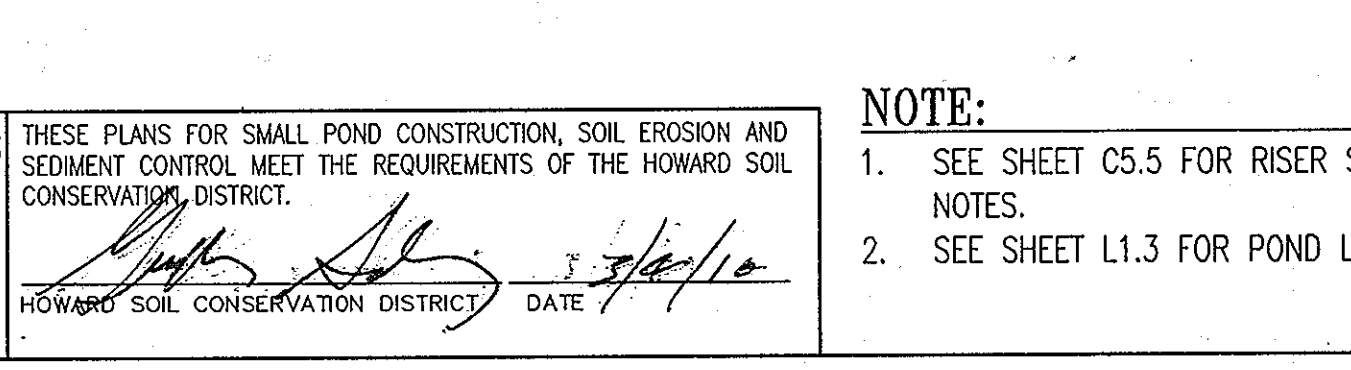 THESE PLANS FOR SMALL POND CONSTRUCTION, SOIL EROSION AND
SEDIMENT CONTROL MEET THE REQUIREMENTS OF THE HOWARD SOIL
CONSERVATION DISTRICT.
HOWARD SOIL CONSERVATION DISTRICT DATE
NOTE:
1. SEE SHEET C5.5 FOR RISER S
NOTES.
2. SEE SHEET L1.3 FOR POND L